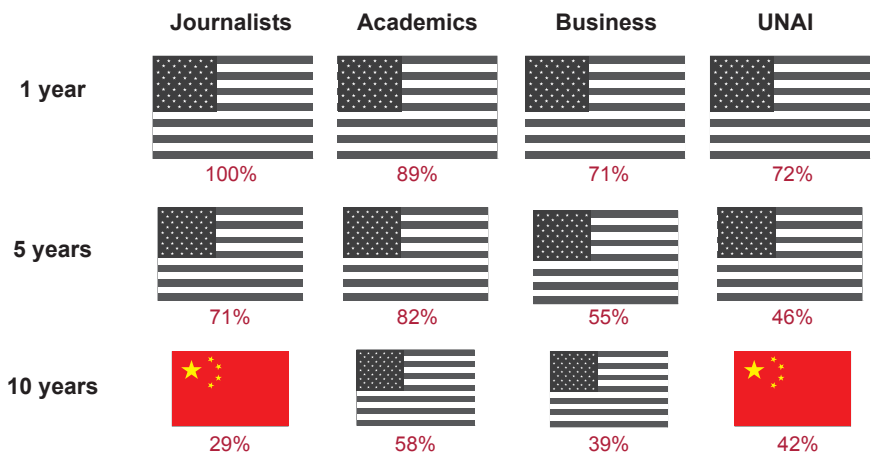 Journalists Academics Business UNAI
1 year
100% 89% 71% 72%
5 years
71% 82% 55% 46%
10 years
29% 58% 39% 42%